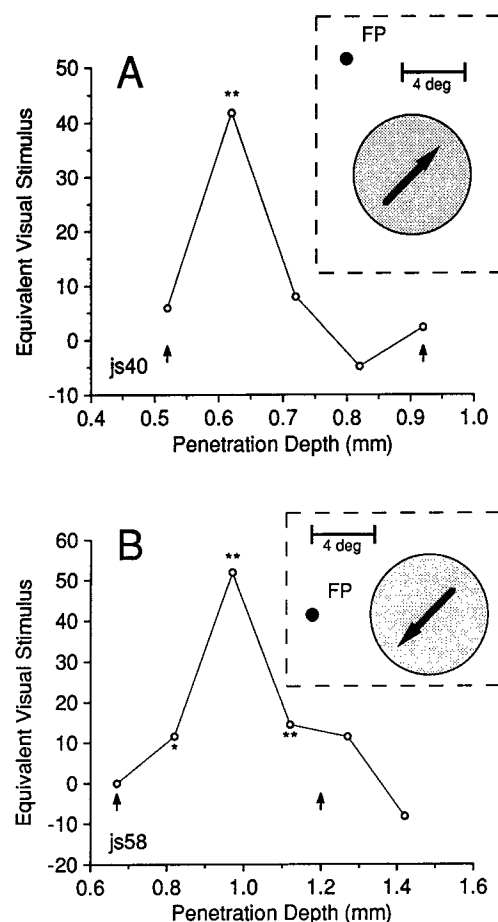 A
FP
4 deg
**
50
40
30
20
10
0
-10
Equivalent Visual Stimulus
js40
0.4 0.5 0.6 0.7 0.8 0.9 1.0
Penetration Depth (mm)
B
4 deg
FP
**
*
**
60
50
40
30
20
10
0
-10
-20
Equivalent Visual Stimulus
js58
0.6 0.8 1.0 1.2 1.4 1.6
Penetration Depth (mm)